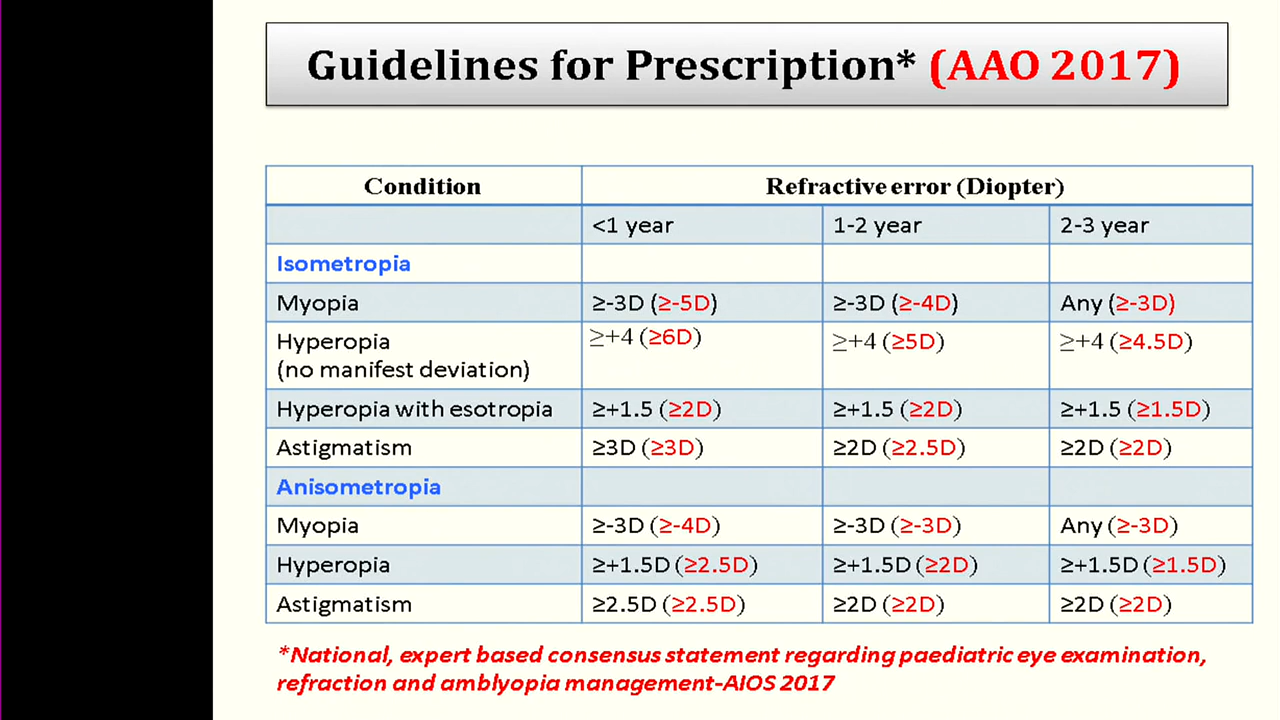 Guidelines for Prescription* (AAO 2017)
Condition Refractive error (Diopter)
<1 year 1-2 year 2-3 year
Isometropia
Myopia ≥-3D (≥-5D) ≥-3D (≥-4D) Any (≥-3D)
Hyperopia ≥+4 (≥6D) ≥+4 (≥5D) ≥+4 (≥4.5D)
(no manifest deviation)
Hyperopia with esotropia ≥+1.5 (≥2D) ≥+1.5 (≥2D) ≥+1.5 (≥1.5D)
Astigmatism ≥3D (≥3D) ≥2D (≥2.5D) ≥2D (≥2D)
Anisometropia
Myopia ≥-3D (≥-4D) ≥-3D (≥-3D) Any (≥-3D)
Hyperopia ≥+1.5D (≥2.5D) ≥+1.5D (≥2D) ≥+1.5D (≥1.5D)
Astigmatism ≥2.5D (≥2.5D) ≥2D (≥2D) ≥2D (≥2D)
*National, expert based consensus statement regarding paediatric eye examination,
refraction and amblyopia management-AIOS 2017